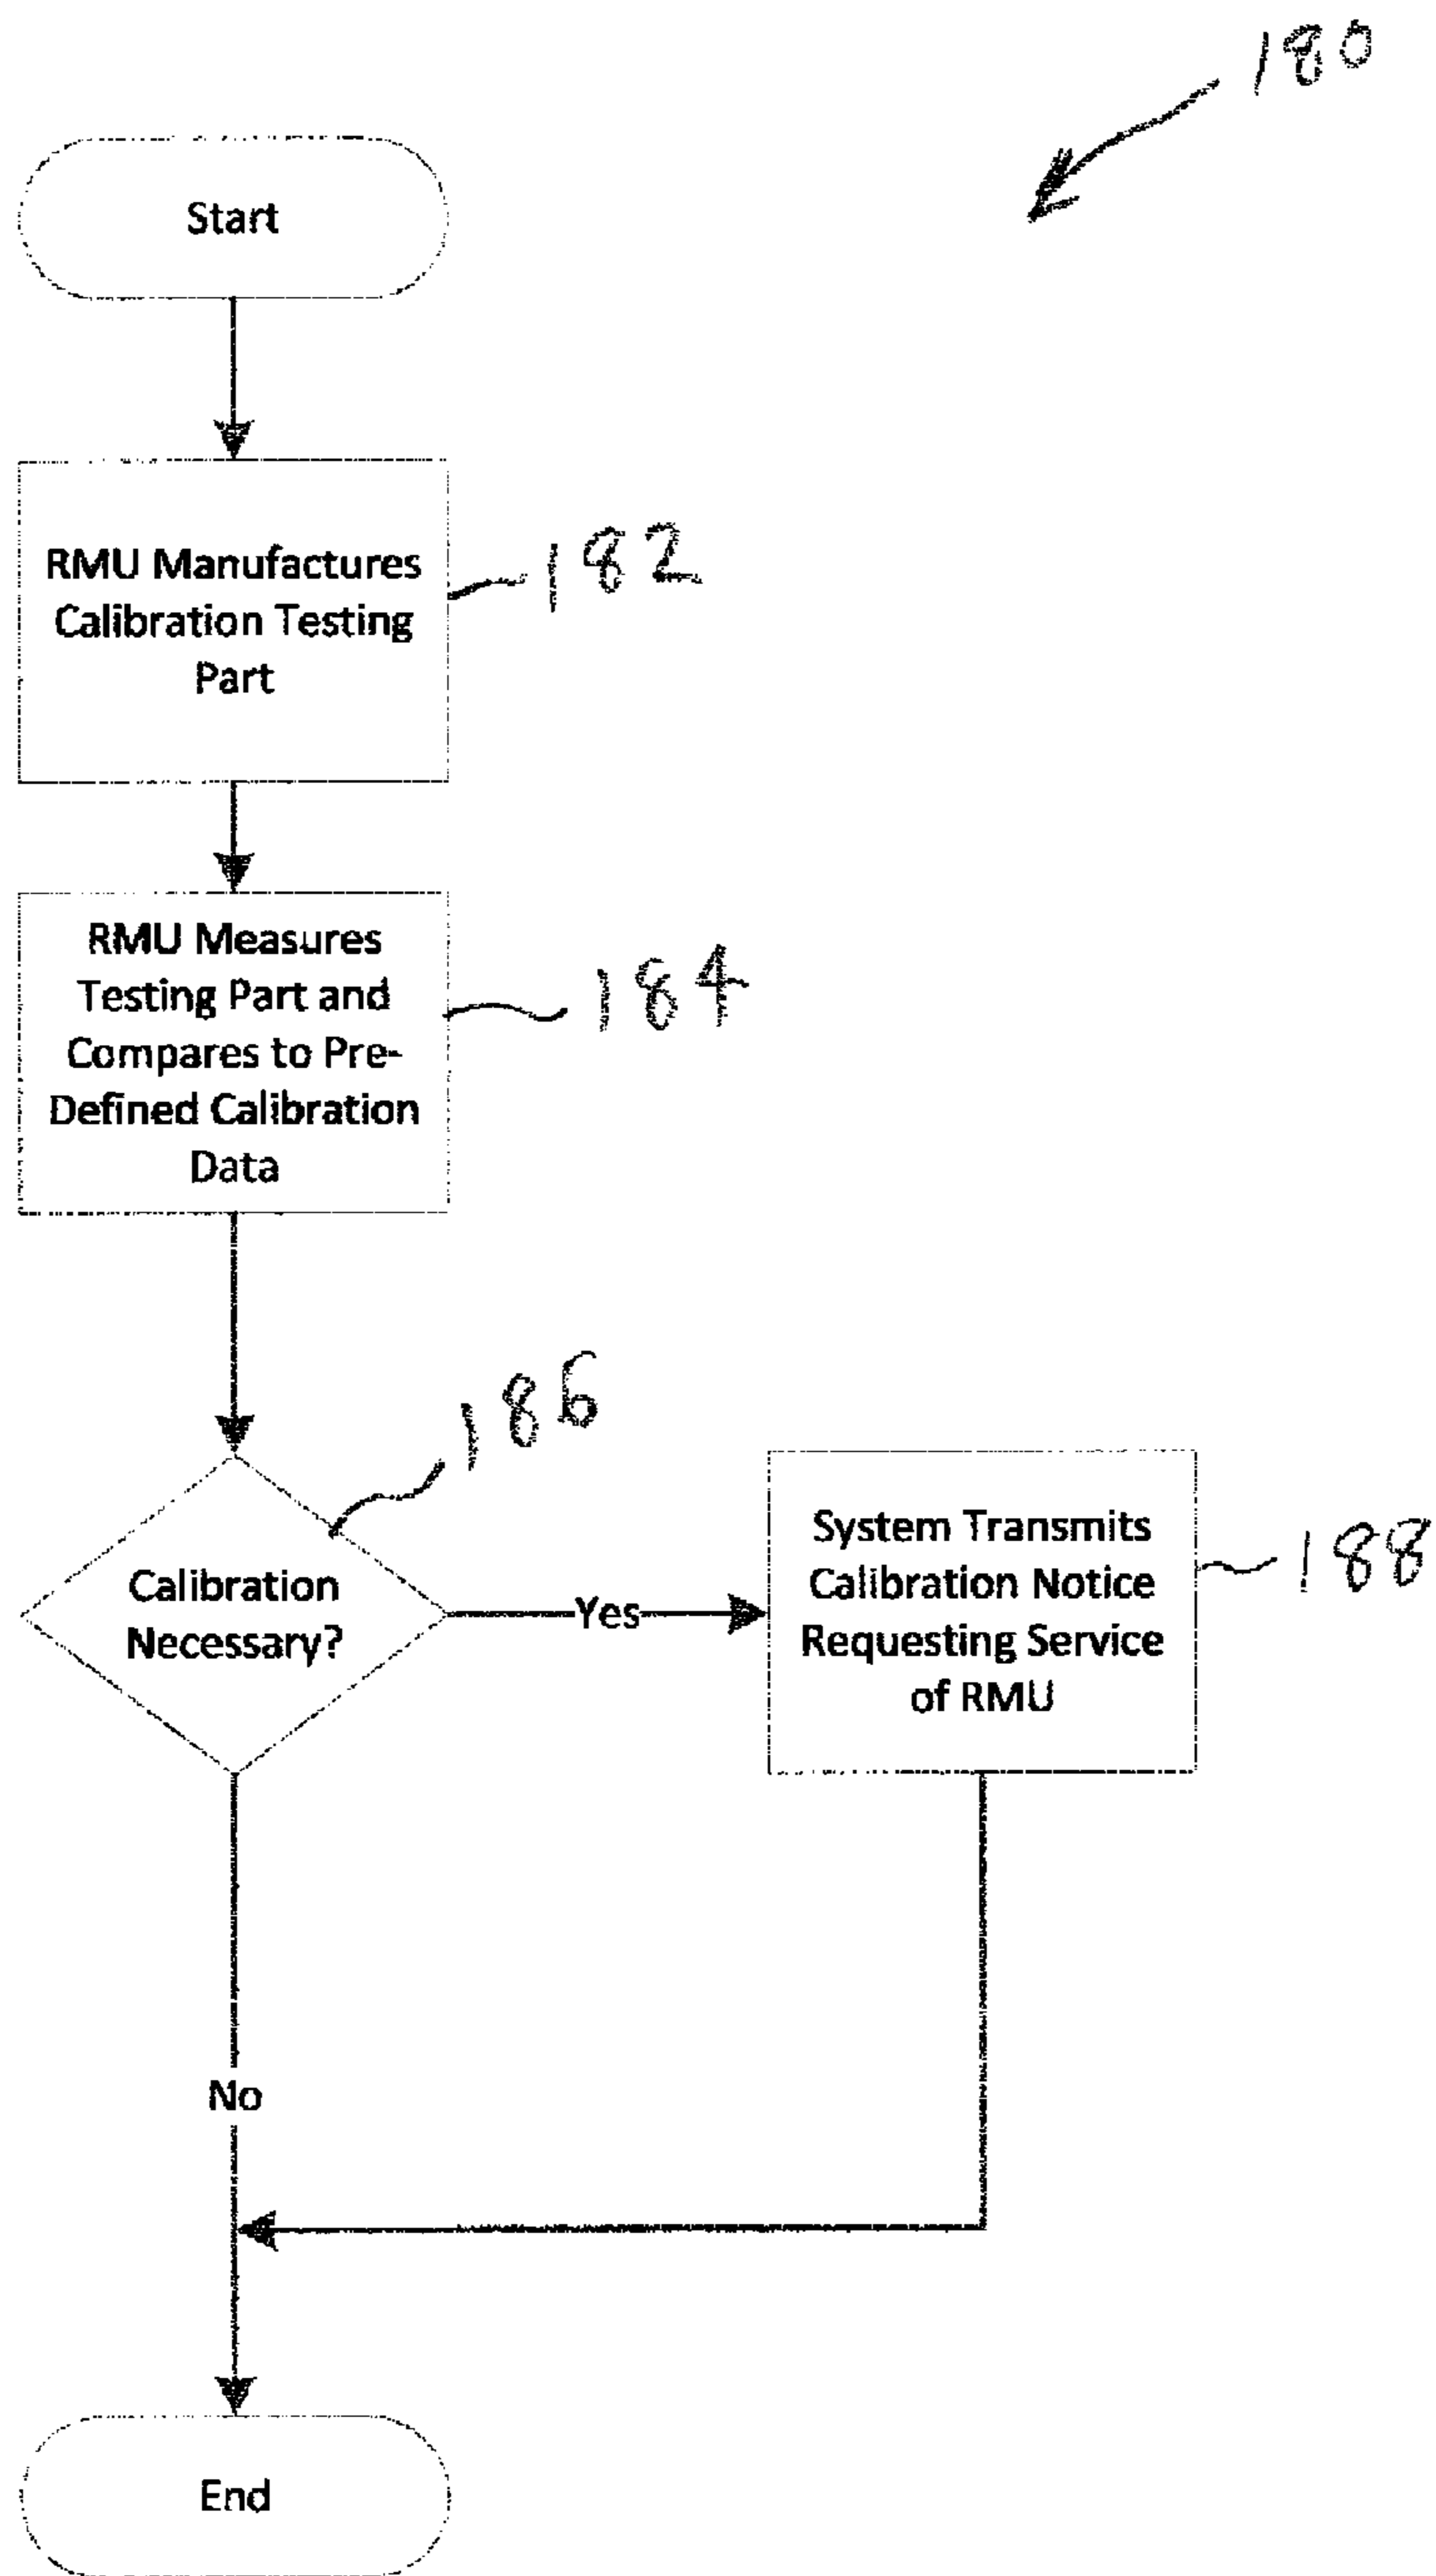 180
Start
RMU Manufactures
Calibration Testing
Part
182
RMU Measures
Testing Part and
Compares to Pre-
Defined Calibration
Data
184
186
Calibration
Necessary?
Yes
System Transmits
Calibration Notice
Requesting Service
of RMU
188
No
End